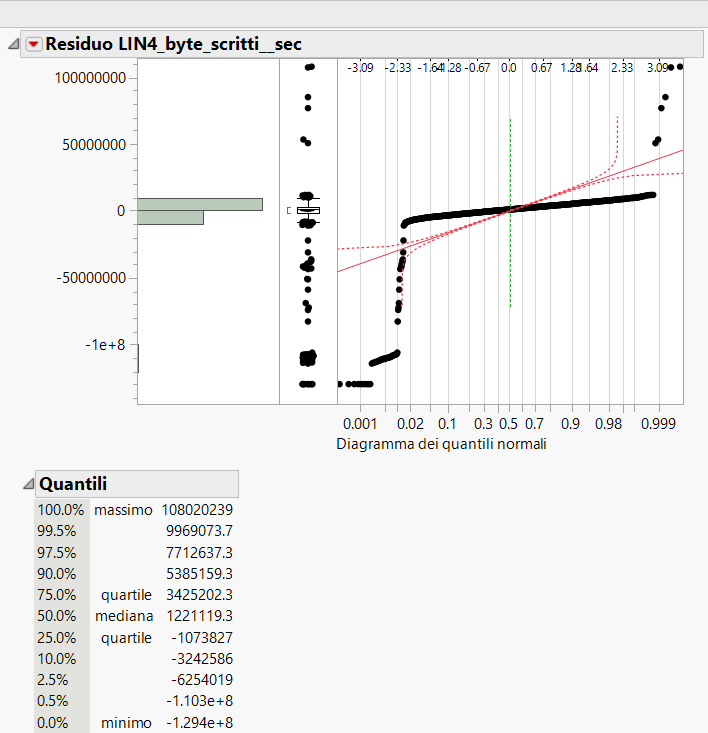 Residuo LIN4_byte_scritti__sec
-3.09 -2.33 -1.64 -1.28 -0.67 0.0 0.67 1.28 1.64 2.33 3.09
100000000
50000000
0
-50000000
-1e+8
0.001 0.02 0.1 0.3 0.5 0.7 0.9 0.98 0.999
Diagramma dei quantili normali
Quantili
100.0% massimo 108020239
99.5% 9969073.7
97.5% 7712637.3
90.0% 5385159.3
75.0% quartile 3425202.3
50.0% mediana 1221119.3
25.0% quartile -1073827
10.0% -3242586
2.5% -6254019
0.5% -1.103e+8
0.0% minimo -1.294e+8